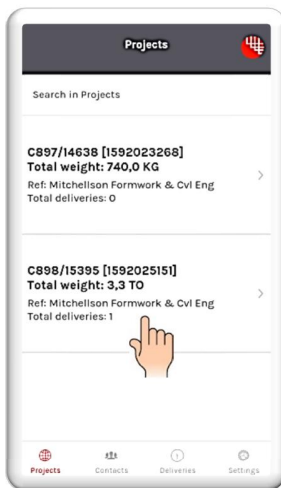 Projects
Search in Projects
C897/14638 [1592023268]
Total weight: 740,0 KG
Ref: Mitchellson Formwork & Cvl Eng
Total deliveries: 0
C898/15395 [1592025151]
Total weight: 3,3 TO
Ref: Mitchellson Formwork & Cvl Eng
Total deliveries: 1
Projects Contacts Deliveries Settings